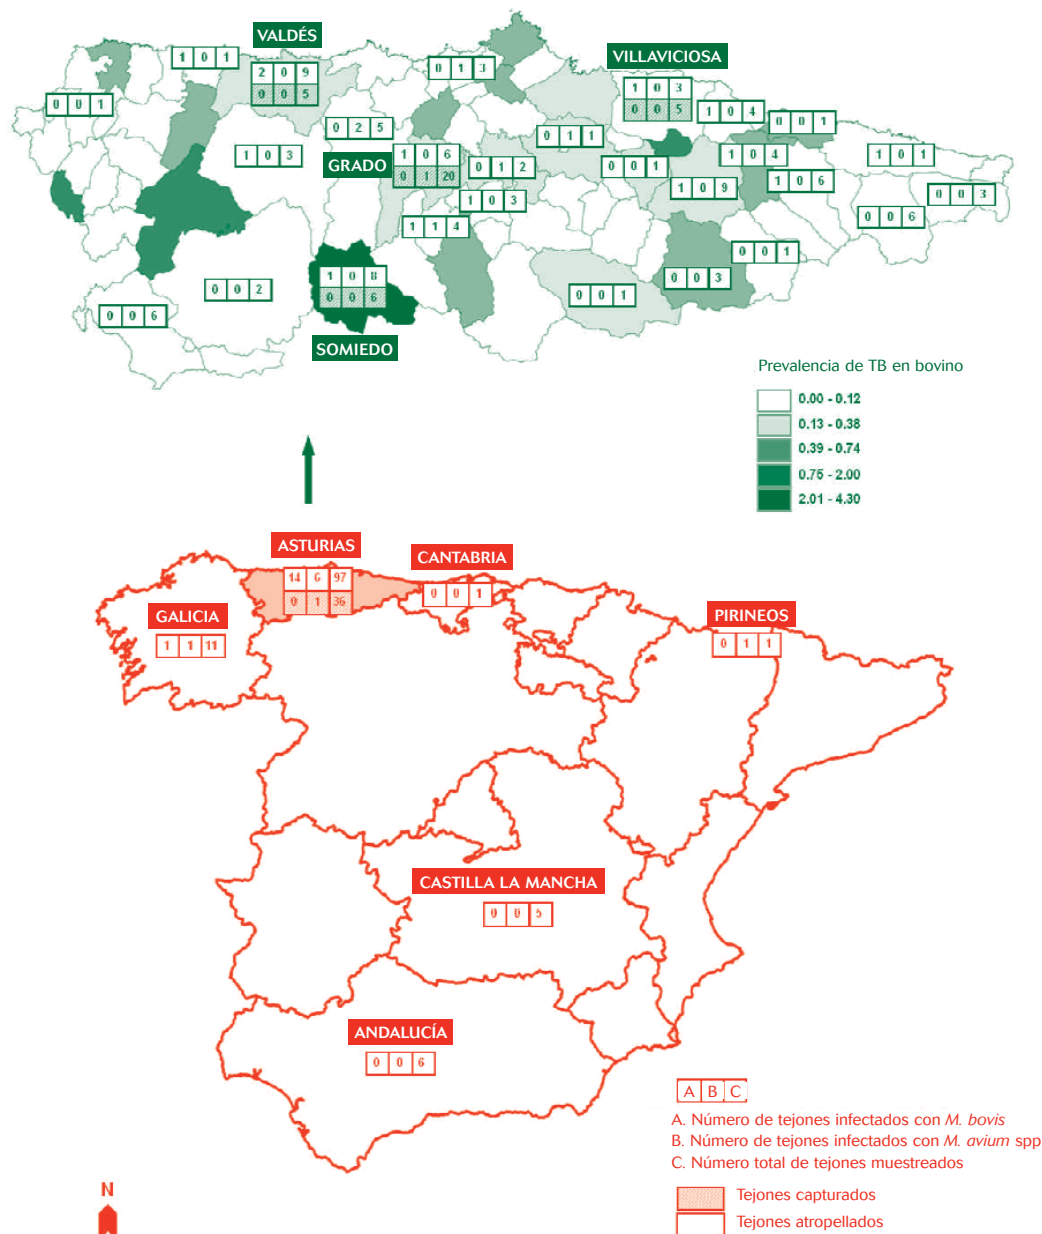 VALDÉS
VILLAVICIOSA
1 0 1
2 0 9
0 0 5
0 1 3
1 0 3
0 0 5
0 0 1
1 0 4
0 0 1
0 2 5
0 1 1
1 0 3
GRADO
1 0 6
0 1 20
0 1 2
0 0 1
1 0 4
1 0 1
1 0 9
1 0 6
0 0 3
1 0 3
1 1 4
0 0 6
0 0 1
0 0 3
1 0 8
0 0 6
0 0 2
0 0 1
0 0 6
SOMIEDO
Prevalencia de TB en bovino
0.00 - 0.12
0.13 - 0.38
0.39 - 0.74
0.75 - 2.00
2.01 - 4.30
ASTURIAS
14 6 97
0 1 36
CANTABRIA
0 0 1
GALICIA
1 1 11
PIRINEOS
0 1 1
CASTILLA LA MANCHA
0 0 5
ANDALUCÍA
0 0 6
A B C
A. Número de tejones infectados con M. bovis
B. Número de tejones infectados con M. avium spp
C. Número total de tejones muestreados
Tejones capturados
Tejones atropellados
N